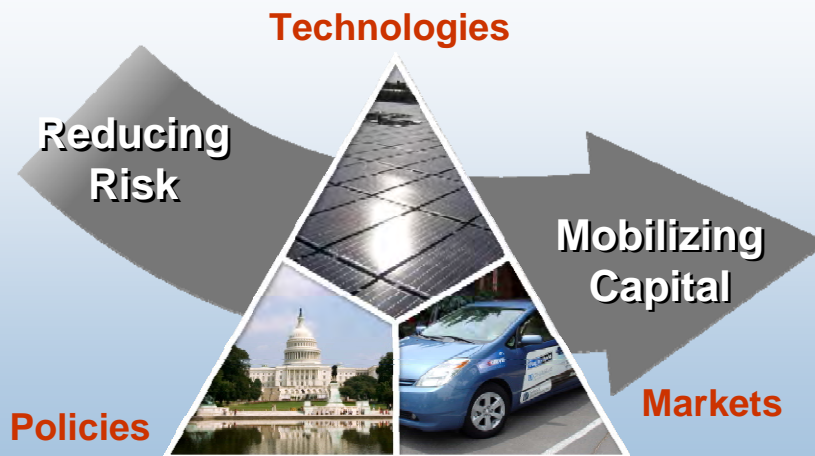 Technologies
Reducing
Risk
Mobilizing
Capital
Markets
Policies